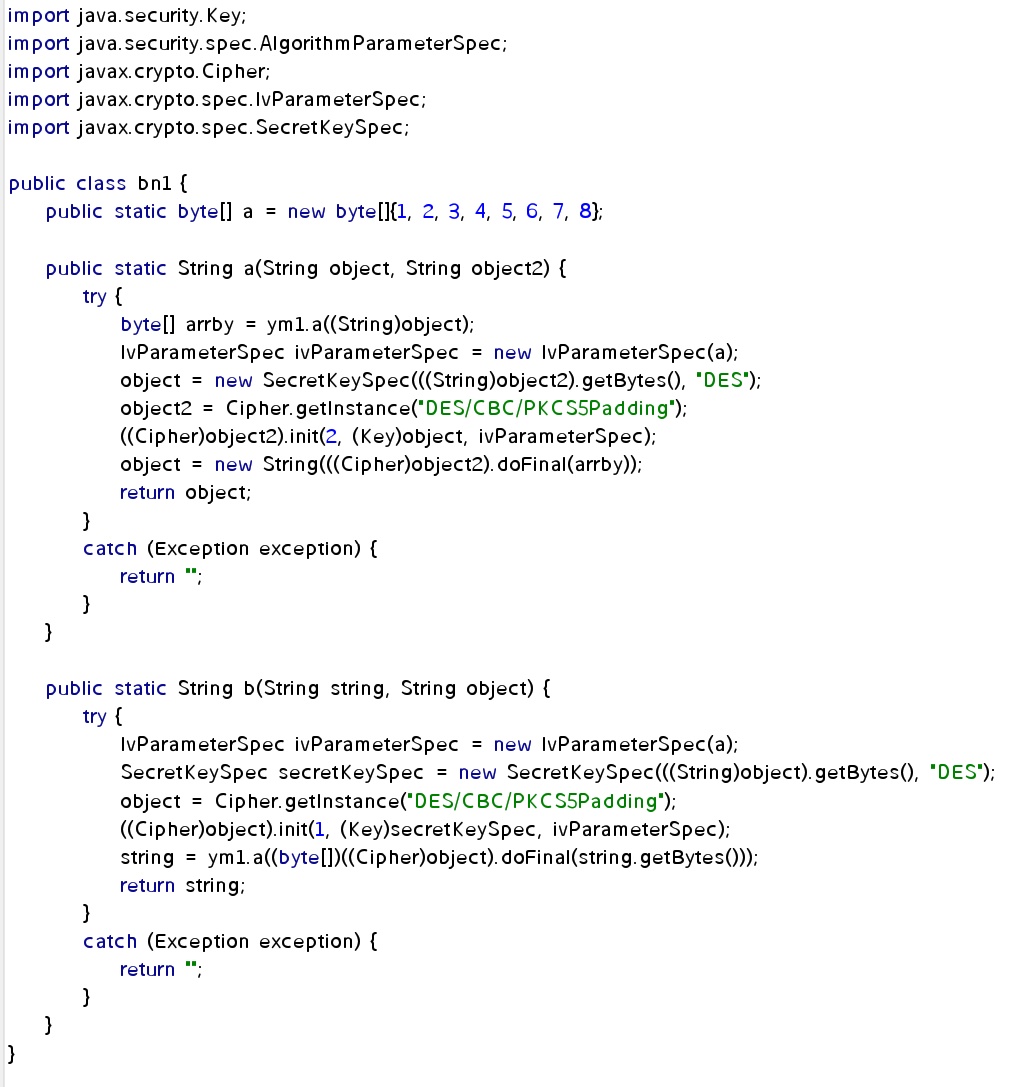 import java.security.Key;
import java.security.spec.AlgorithmParameterSpec;
import javax.crypto.Cipher;
import javax.crypto.spec.IvParameterSpec;
import javax.crypto.spec.SecretKeySpec;

public class bn1 {
    public static byte[] a = new byte[]{1, 2, 3, 4, 5, 6, 7, 8};

    public static String a(String object, String object2) {
        try {
            byte[] arrby = ym1.a((String)object);
            IvParameterSpec ivParameterSpec = new IvParameterSpec(a);
            object = new SecretKeySpec(((String)object2).getBytes(), "DES");
            object2 = Cipher.getInstance("DES/CBC/PKCS5Padding");
            ((Cipher)object2).init(2, (Key)object, ivParameterSpec);
            object = new String(((Cipher)object2).doFinal(arrby));
            return object;
        }
        catch (Exception exception) {
            return "";
        }
    }

    public static String b(String string, String object) {
        try {
            IvParameterSpec ivParameterSpec = new IvParameterSpec(a);
            SecretKeySpec secretKeySpec = new SecretKeySpec(((String)object).getBytes(), "DES");
            object = Cipher.getInstance("DES/CBC/PKCS5Padding");
            ((Cipher)object).init(1, (Key)secretKeySpec, ivParameterSpec);
            string = ym1.a((byte[])((Cipher)object).doFinal(string.getBytes()));
            return string;
        }
        catch (Exception exception) {
            return "";
        }
    }
}